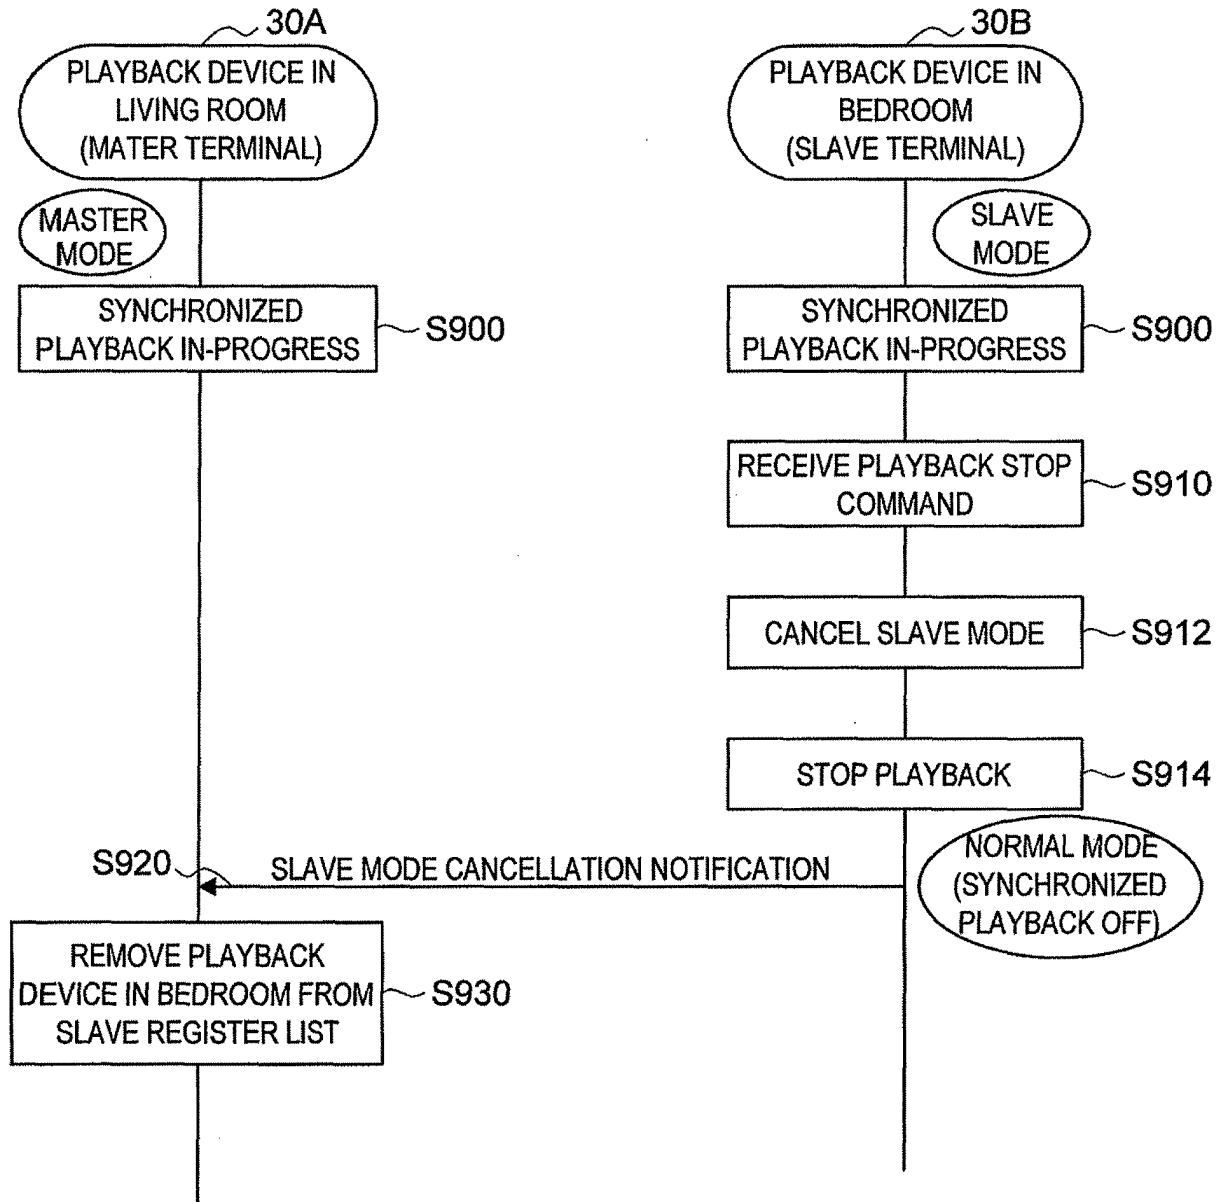 30A
PLAYBACK DEVICE IN
LIVING ROOM
(MATER TERMINAL)
MASTER
MODE
SYNCHRONIZED
PLAYBACK IN-PROGRESS
S900
30B
PLAYBACK DEVICE IN
BEDROOM
(SLAVE TERMINAL)
SLAVE
MODE
SYNCHRONIZED
PLAYBACK IN-PROGRESS
S900
RECEIVE PLAYBACK STOP
COMMAND
S910
CANCEL SLAVE MODE
S912
STOP PLAYBACK
S914
NORMAL MODE
(SYNCHRONIZED
PLAYBACK OFF)
S920
SLAVE MODE CANCELLATION NOTIFICATION
REMOVE PLAYBACK
DEVICE IN BEDROOM FROM
SLAVE REGISTER LIST
S930